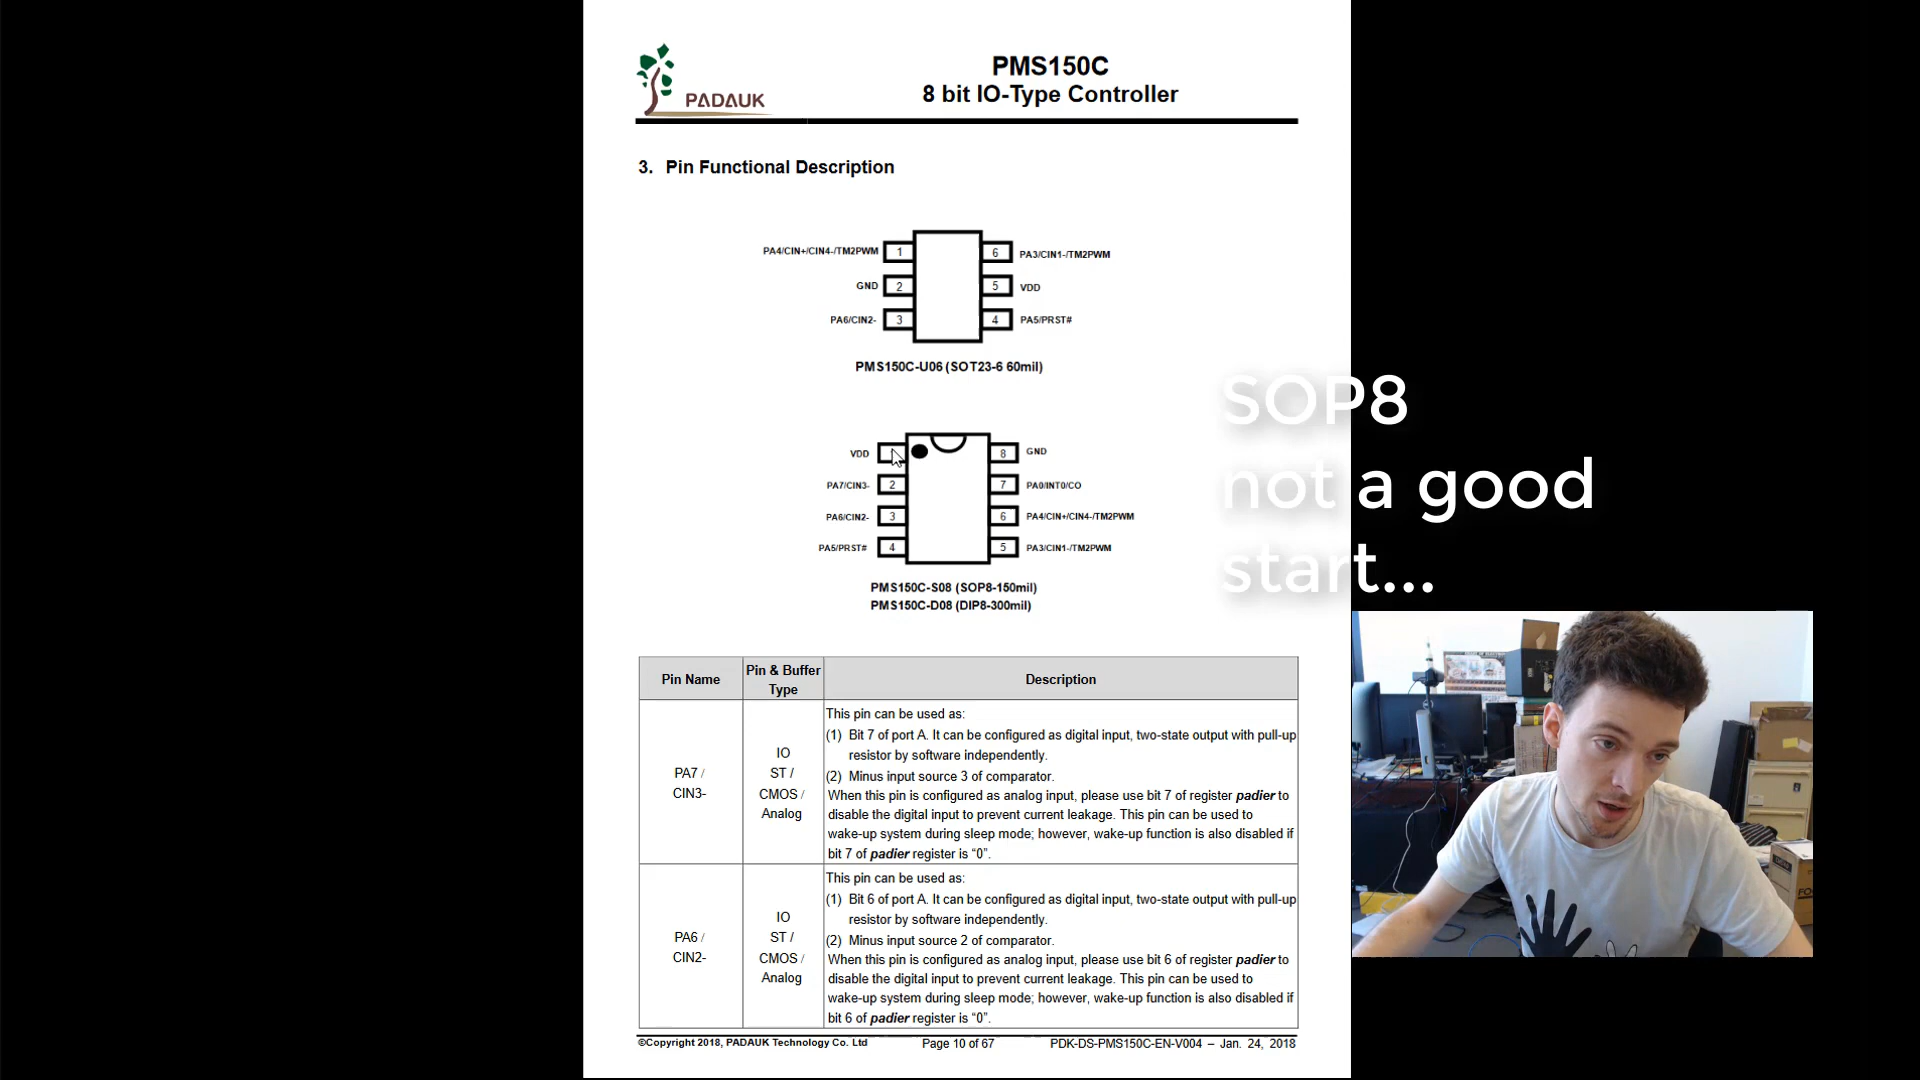 PADAUK
PMS150C
8 bit IO-Type Controller
3. Pin Functional Description
PA4/CIN+/CIN4-/TM2PWM 1 6 PA3/CIN1-/TM2PWM
GND 2 5 VDD
PA6/CIN2- 3 4 PA5/PRST#
PMS150C-U06 (SOT23-6 60mil)
VDD 8 GND
PA7/CIN3- 2 7 PA0/INT0/CO
PA6/CIN2- 3 6 PA4/CIN+/CIN4-/TM2PWM
PA5/PRST# 4 5 PA3/CIN1-/TM2PWM
PMS150C-S08 (SOP8-150mil)
PMS150C-D08 (DIP8-300mil)
SOP8
not a good
start...
Pin Name
Pin & Buffer
Type
Description
PA7 /
CIN3-
IO
ST /
CMOS /
Analog
This pin can be used as:
(1) Bit 7 of port A. It can be configured as digital input, two-state output with pull-up
resistor by software independently.
(2) Minus input source 3 of comparator.
When this pin is configured as analog input, please use bit 7 of register padier to
disable the digital input to prevent current leakage. This pin can be used to
wake-up system during sleep mode; however, wake-up function is also disabled if
bit 7 of padier register is “0”.
PA6 /
CIN2-
IO
ST /
CMOS /
Analog
This pin can be used as:
(1) Bit 6 of port A. It can be configured as digital input, two-state output with pull-up
resistor by software independently.
(2) Minus input source 2 of comparator.
When this pin is configured as analog input, please use bit 6 of register padier to
disable the digital input to prevent current leakage. This pin can be used to
wake-up system during sleep mode; however, wake-up function is also disabled if
bit 6 of padier register is “0”.
©Copyright 2018, PADAUK Technology Co. Ltd Page 10 of 67 PDK-DS-PMS150C-EN-V004 – Jan. 24, 2018